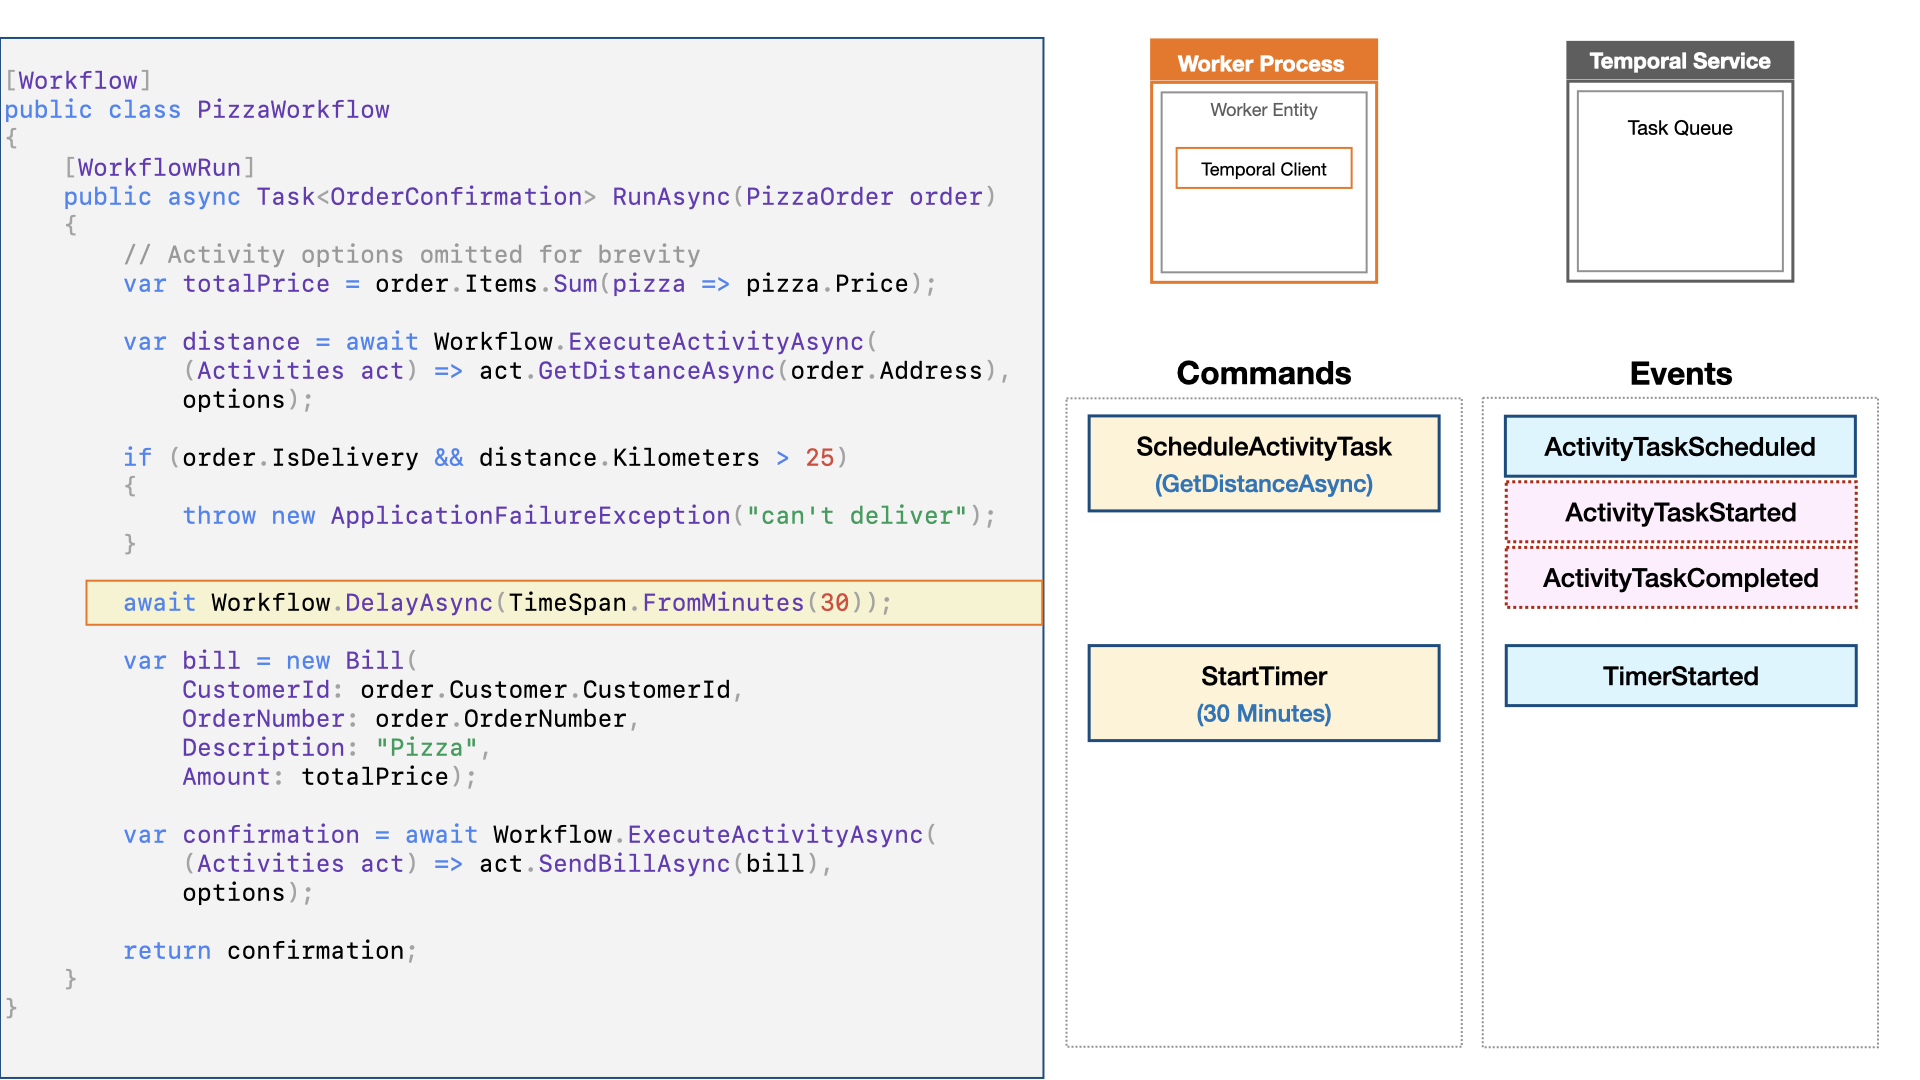 [Workflow]
public class PizzaWorkflow
{
    [WorkflowRun]
    public async Task<OrderConfirmation> RunAsync(PizzaOrder order)
    {
        // Activity options omitted for brevity
        var totalPrice = order.Items.Sum(pizza => pizza.Price);

        var distance = await Workflow.ExecuteActivityAsync(
            (Activities act) => act.GetDistanceAsync(order.Address),
            options);

        if (order.IsDelivery && distance.Kilometers > 25)
        {
            throw new ApplicationFailureException("can't deliver");
        }

        await Workflow.DelayAsync(TimeSpan.FromMinutes(30));

        var bill = new Bill(
            CustomerId: order.Customer.CustomerId,
            OrderNumber: order.OrderNumber,
            Description: "Pizza",
            Amount: totalPrice);

        var confirmation = await Workflow.ExecuteActivityAsync(
            (Activities act) => act.SendBillAsync(bill),
            options);

        return confirmation;
    }
}
Worker Process
Worker Entity
Temporal Client
Temporal Service
Task Queue
Commands
ScheduleActivityTask
(GetDistanceAsync)
StartTimer
(30 Minutes)
Events
ActivityTaskScheduled
ActivityTaskStarted
ActivityTaskCompleted
TimerStarted